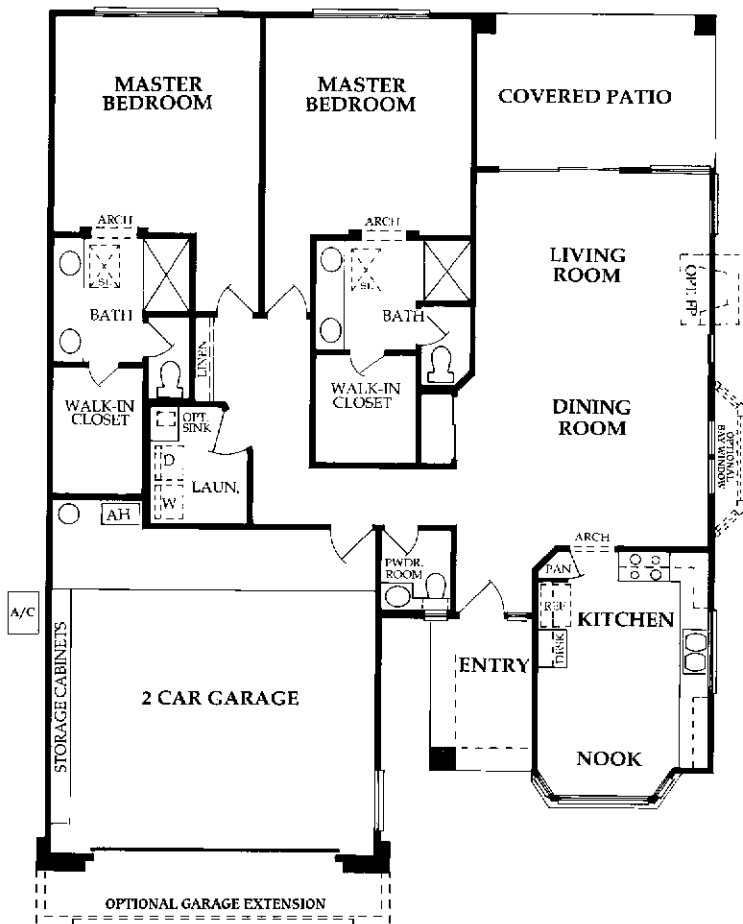 MASTER
BEDROOM
MASTER
BEDROOM
COVERED PATIO
ARCH
ARCH
LIVING
ROOM
OPT. FP
BATH
BATH
LINEN
WALK-IN
CLOSET
WALK-IN
CLOSET
OPT.
SINK
DINING
ROOM
OPTIONAL
BAY WINDOW
D
W
LAUN.
AH
ARCH
PAN
PWDR.
ROOM
REF
KITCHEN
A/C
DESK
ENTRY
STORAGE CABINETS
2 CAR GARAGE
NOOK
OPTIONAL GARAGE EXTENSION